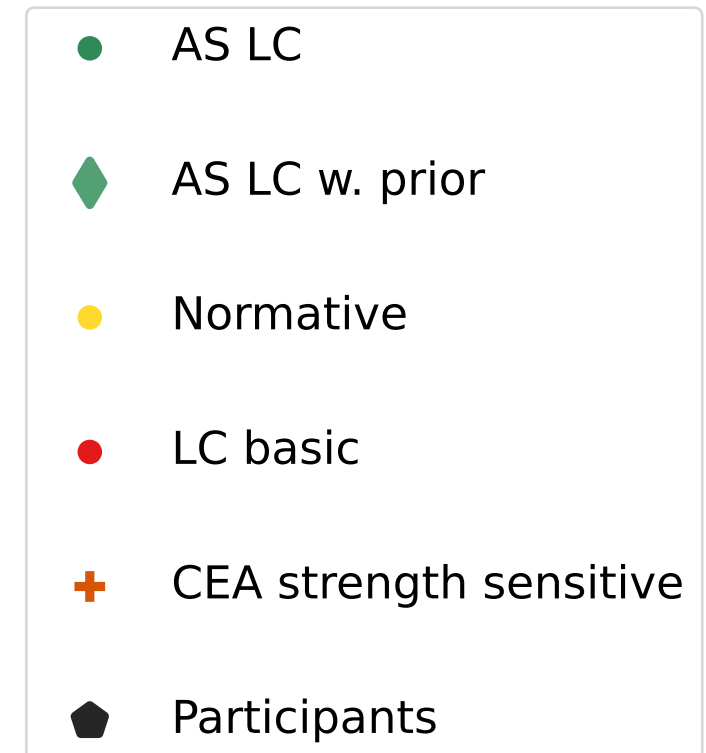 AS LC
AS LC w. prior
Normative
LC basic
CEA strength sensitive
Participants